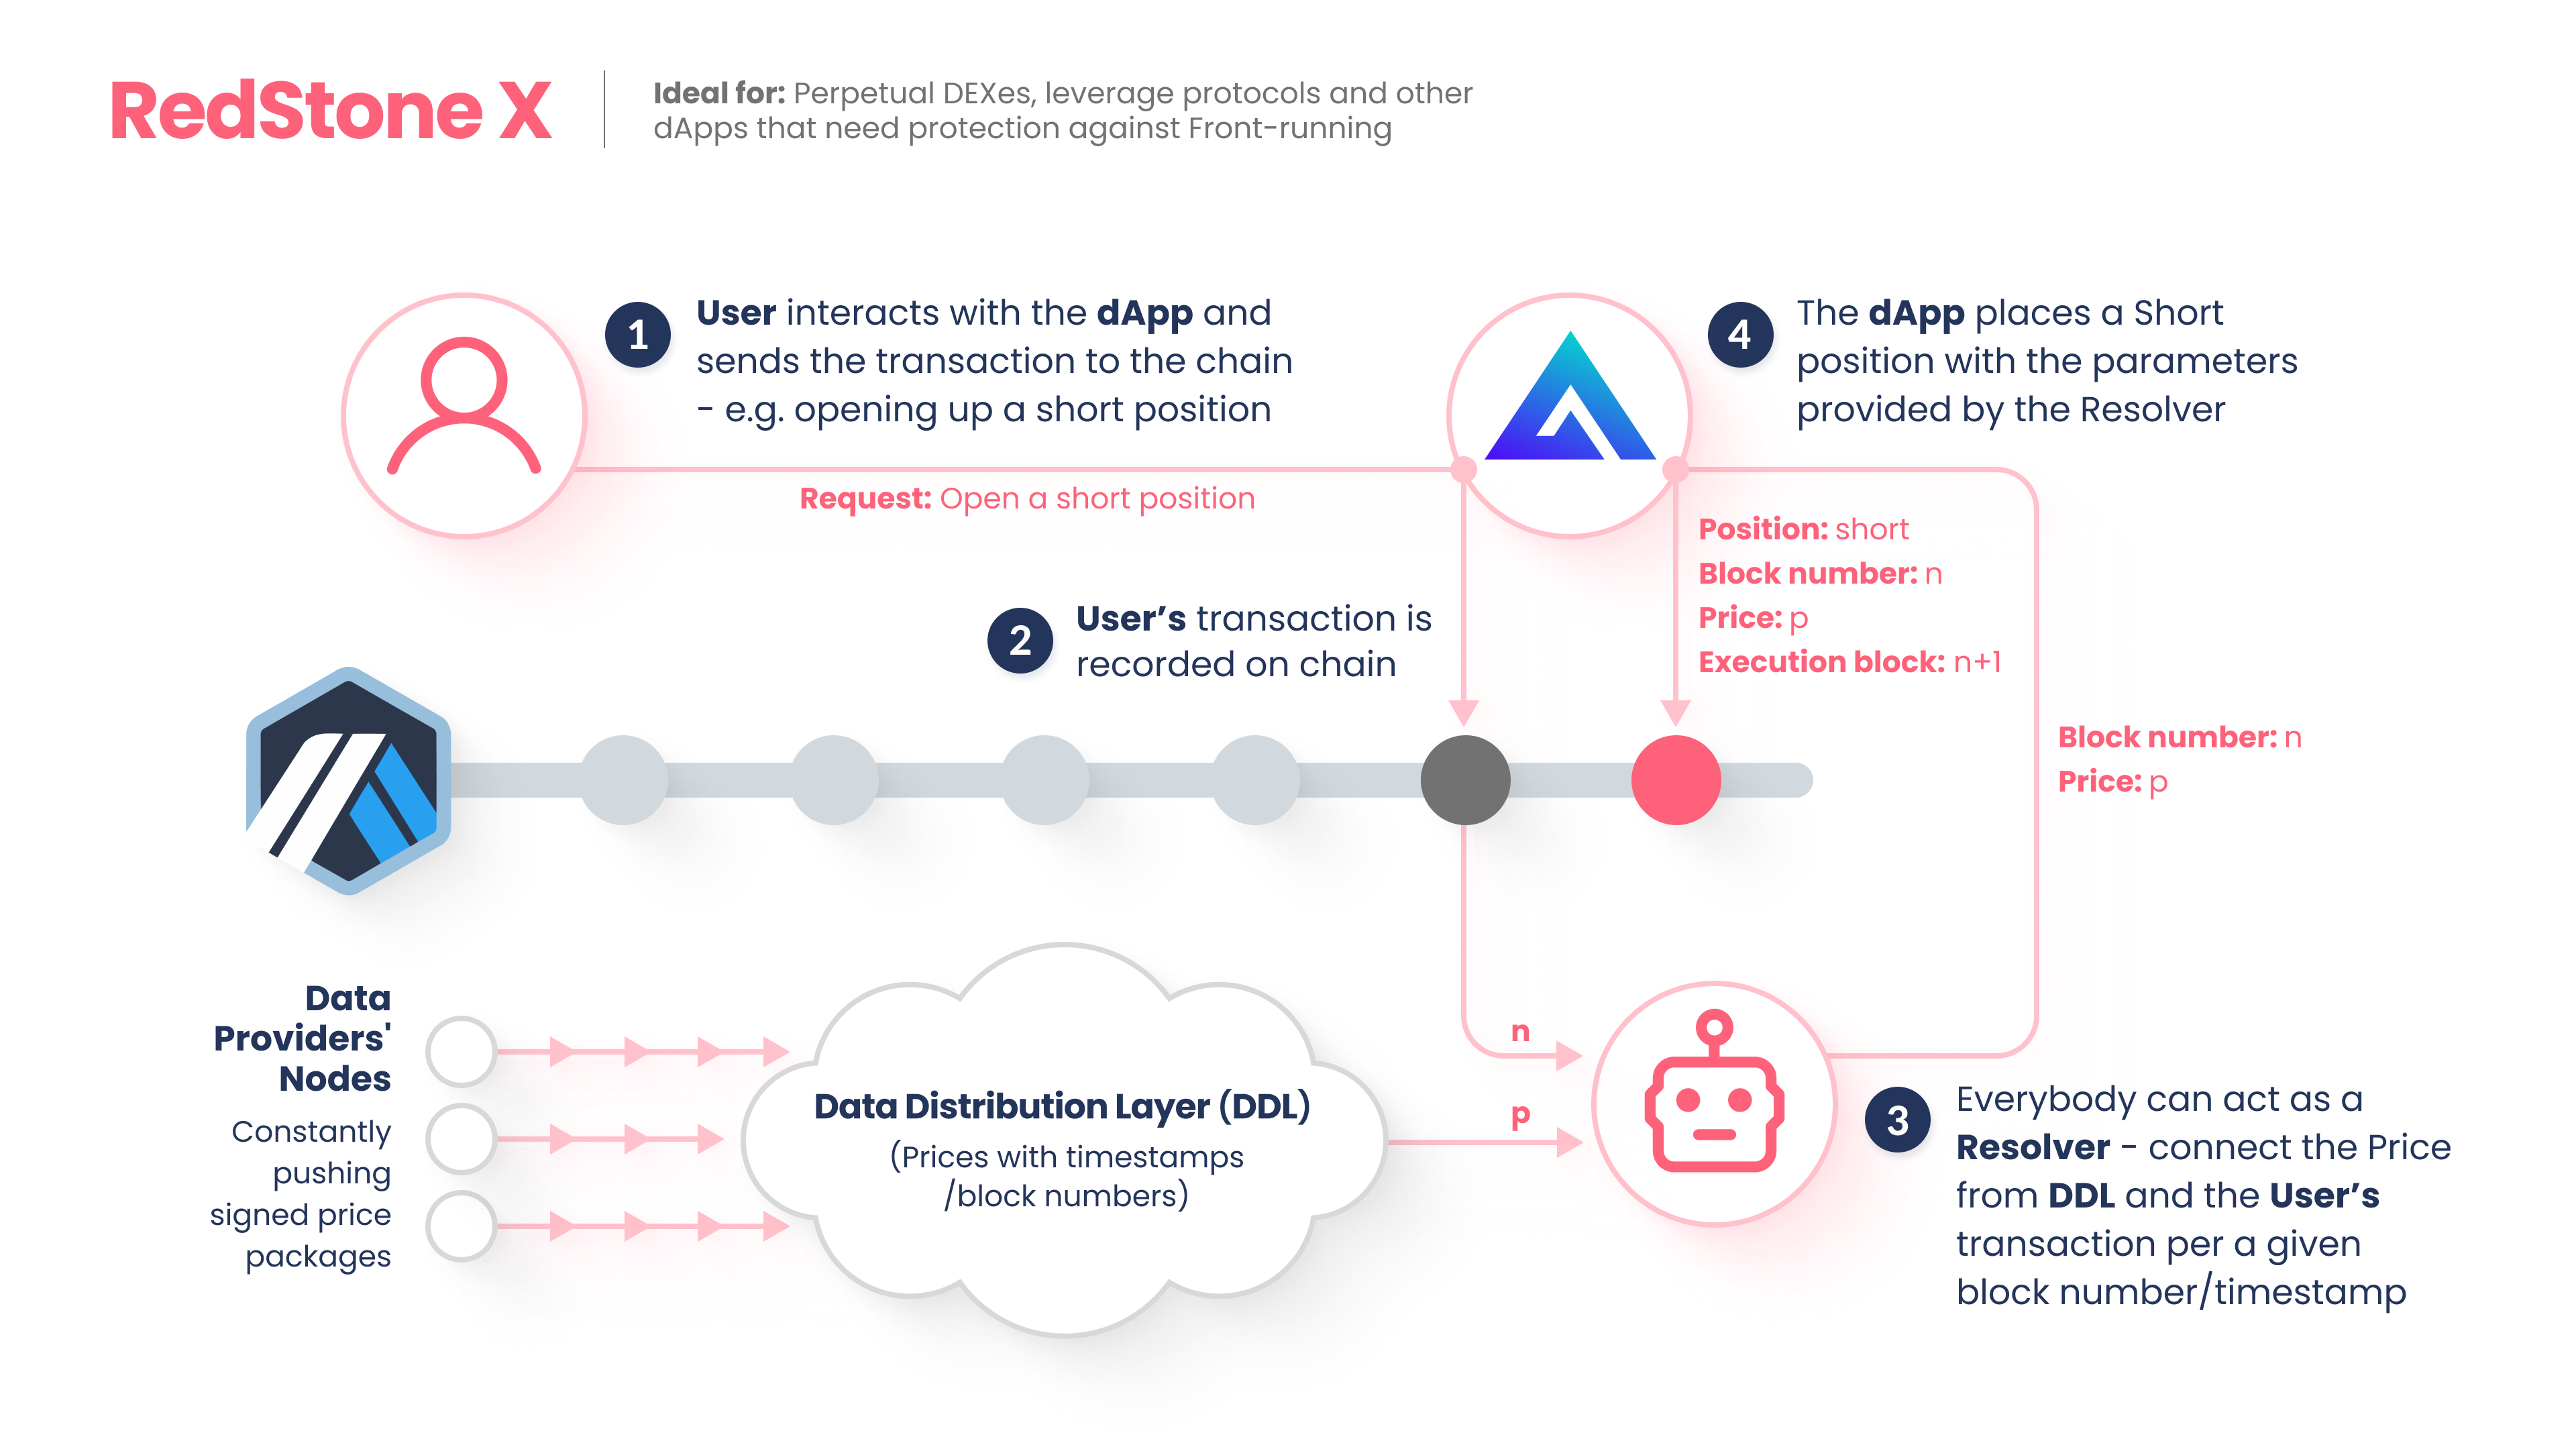 RedStone X
Ideal for: Perpetual DEXes, leverage protocols and other
dApps that need protection against Front-running
1
User interacts with the dApp and
sends the transaction to the chain
- e.g. opening up a short position
4
The dApp places a Short
position with the parameters
provided by the Resolver
Request: Open a short position
Position: short
Block number: n
Price: p
Execution block: n+1
2
User’s transaction is
recorded on chain
Block number: n
Price: p
Data
Providers'
Nodes
Constantly
pushing
signed price
packages
Data Distribution Layer (DDL)
(Prices with timestamps
/block numbers)
n
p
3
Everybody can act as a
Resolver - connect the Price
from DDL and the User’s
transaction per a given
block number/timestamp